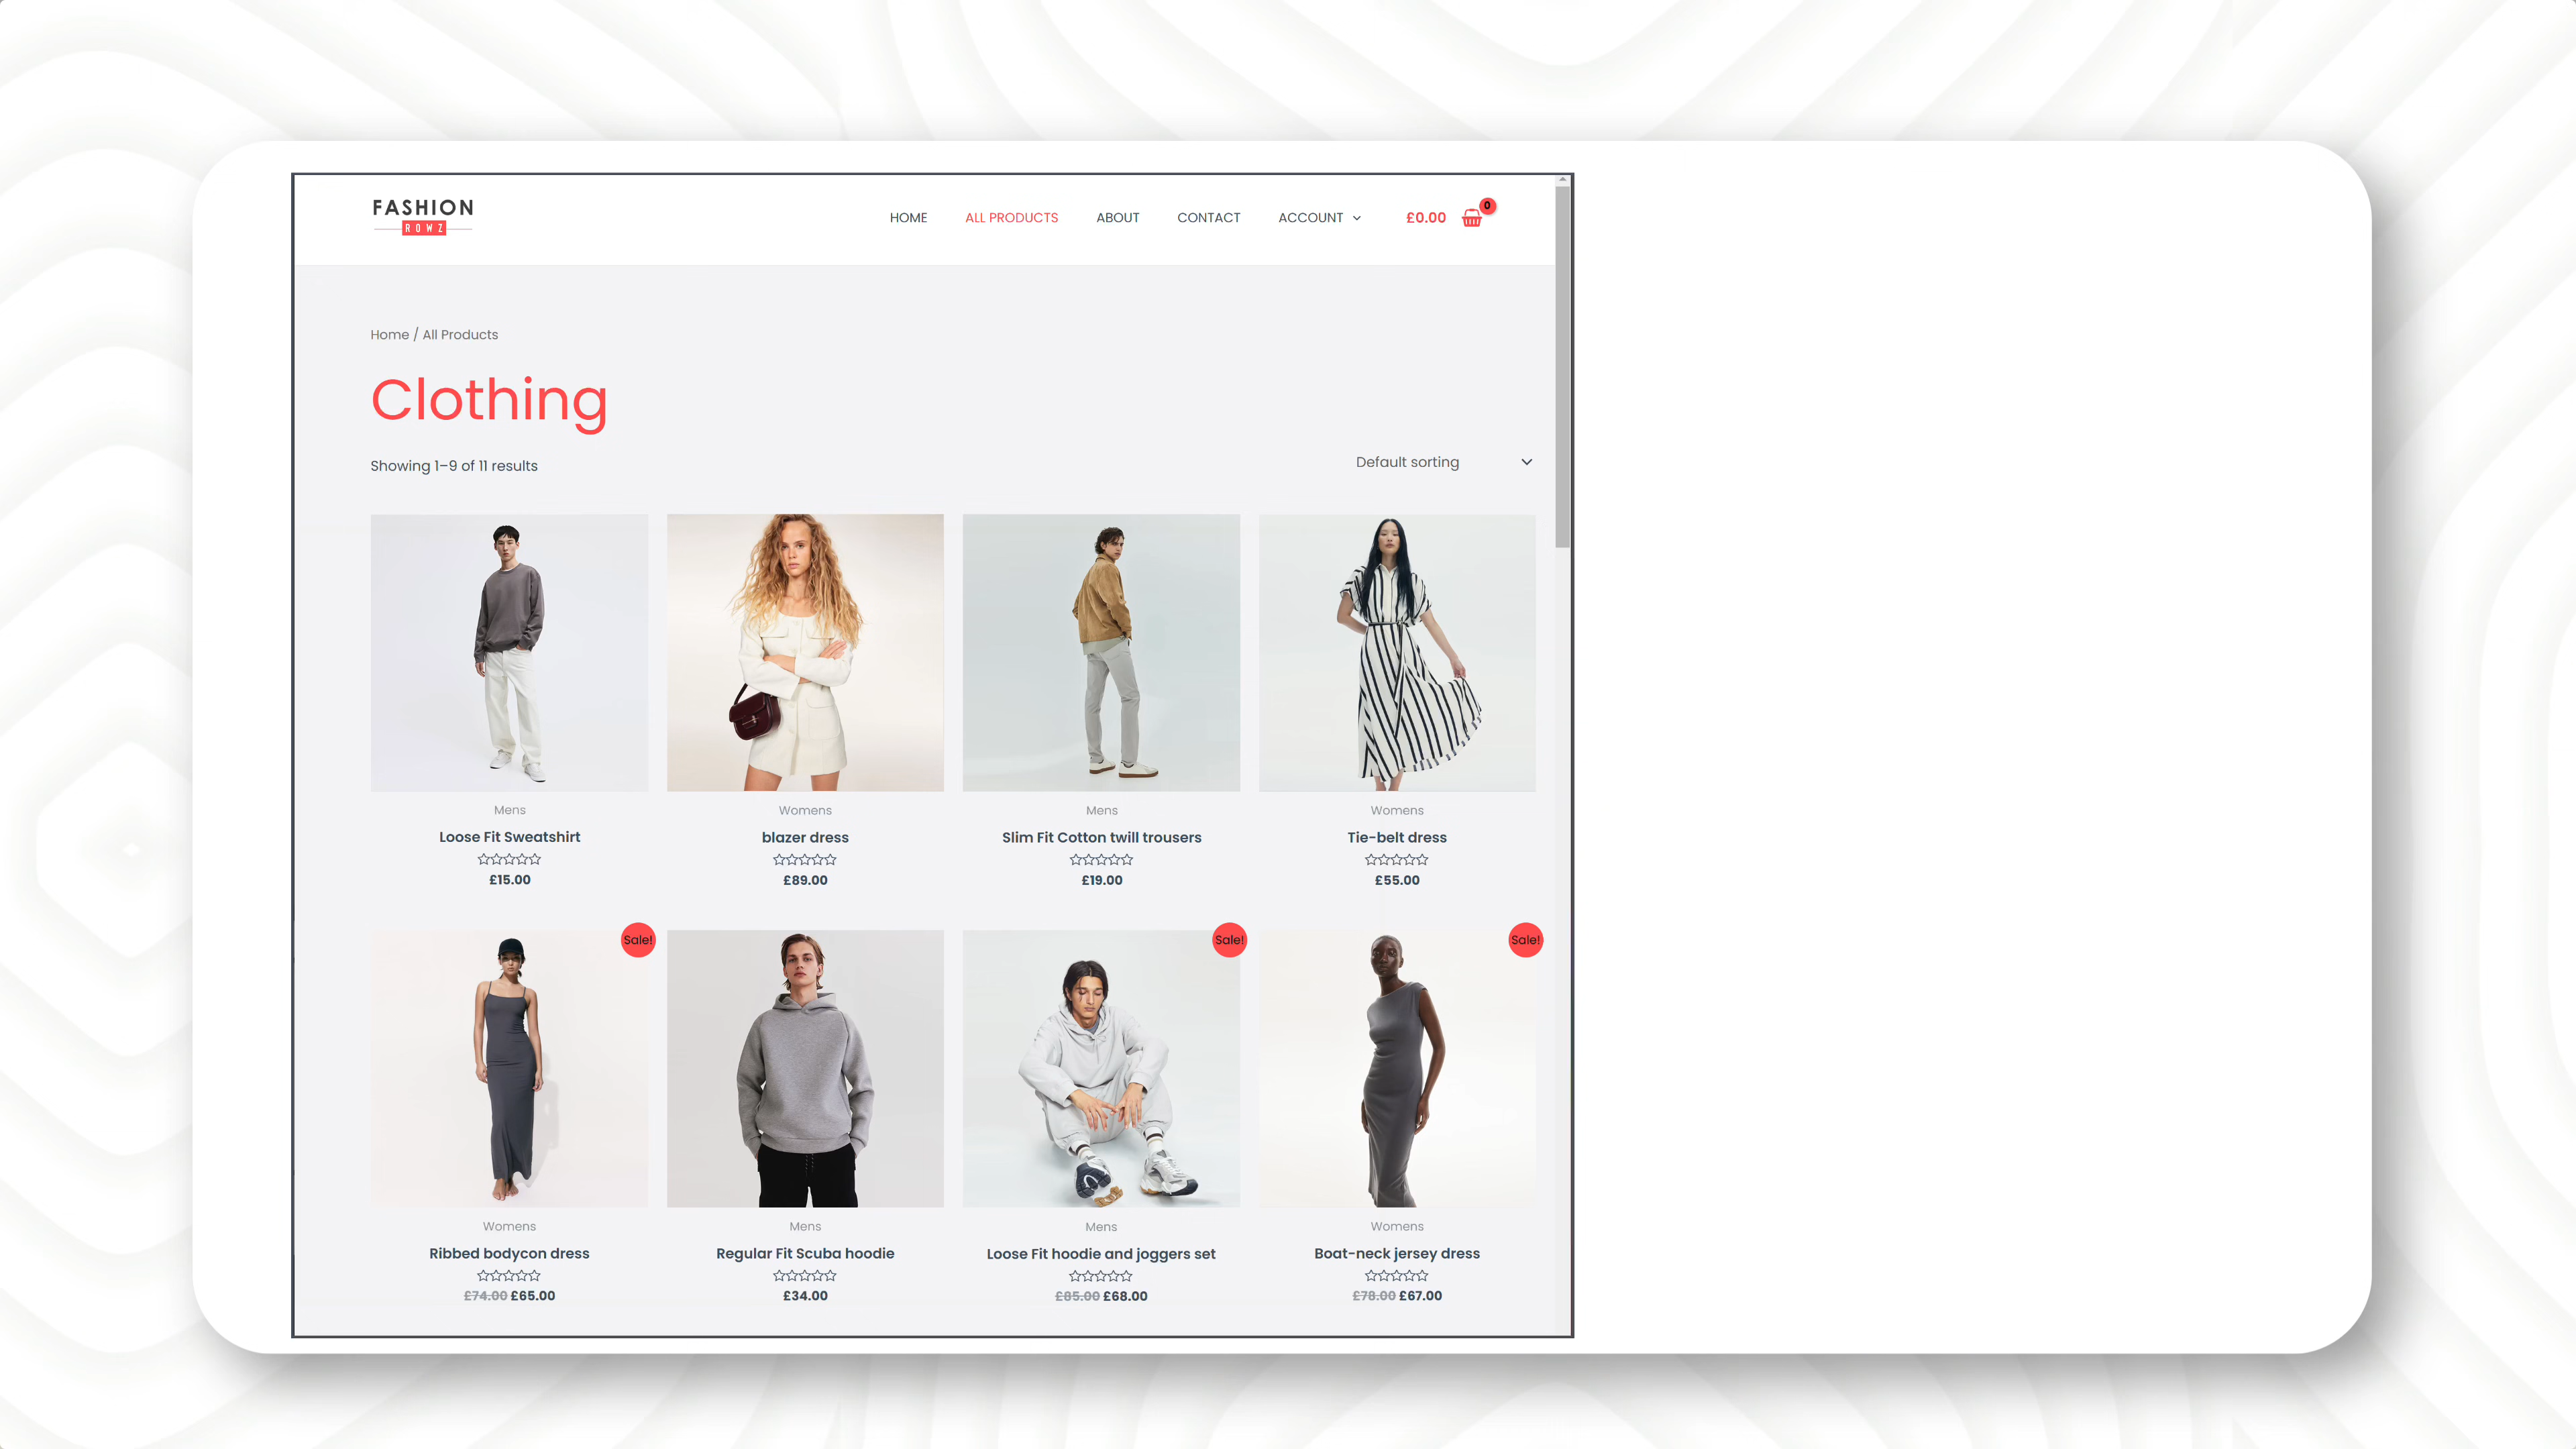 FASHION
ROWZ
HOME ALL PRODUCTS ABOUT CONTACT ACCOUNT £0.00 0
Home / All Products
Clothing
Showing 1–9 of 11 results
Default sorting
Mens Womens Mens Womens
Loose Fit Sweatshirt blazer dress Slim Fit Cotton twill trousers Tie-belt dress
£15.00 £89.00 £19.00 £55.00
Sale! Sale! Sale!
Womens Mens Mens Womens
Ribbed bodycon dress Regular Fit Scuba hoodie Loose Fit hoodie and joggers set Boat-neck jersey dress
£74.00 £65.00 £34.00 £85.00 £68.00 £78.00 £67.00